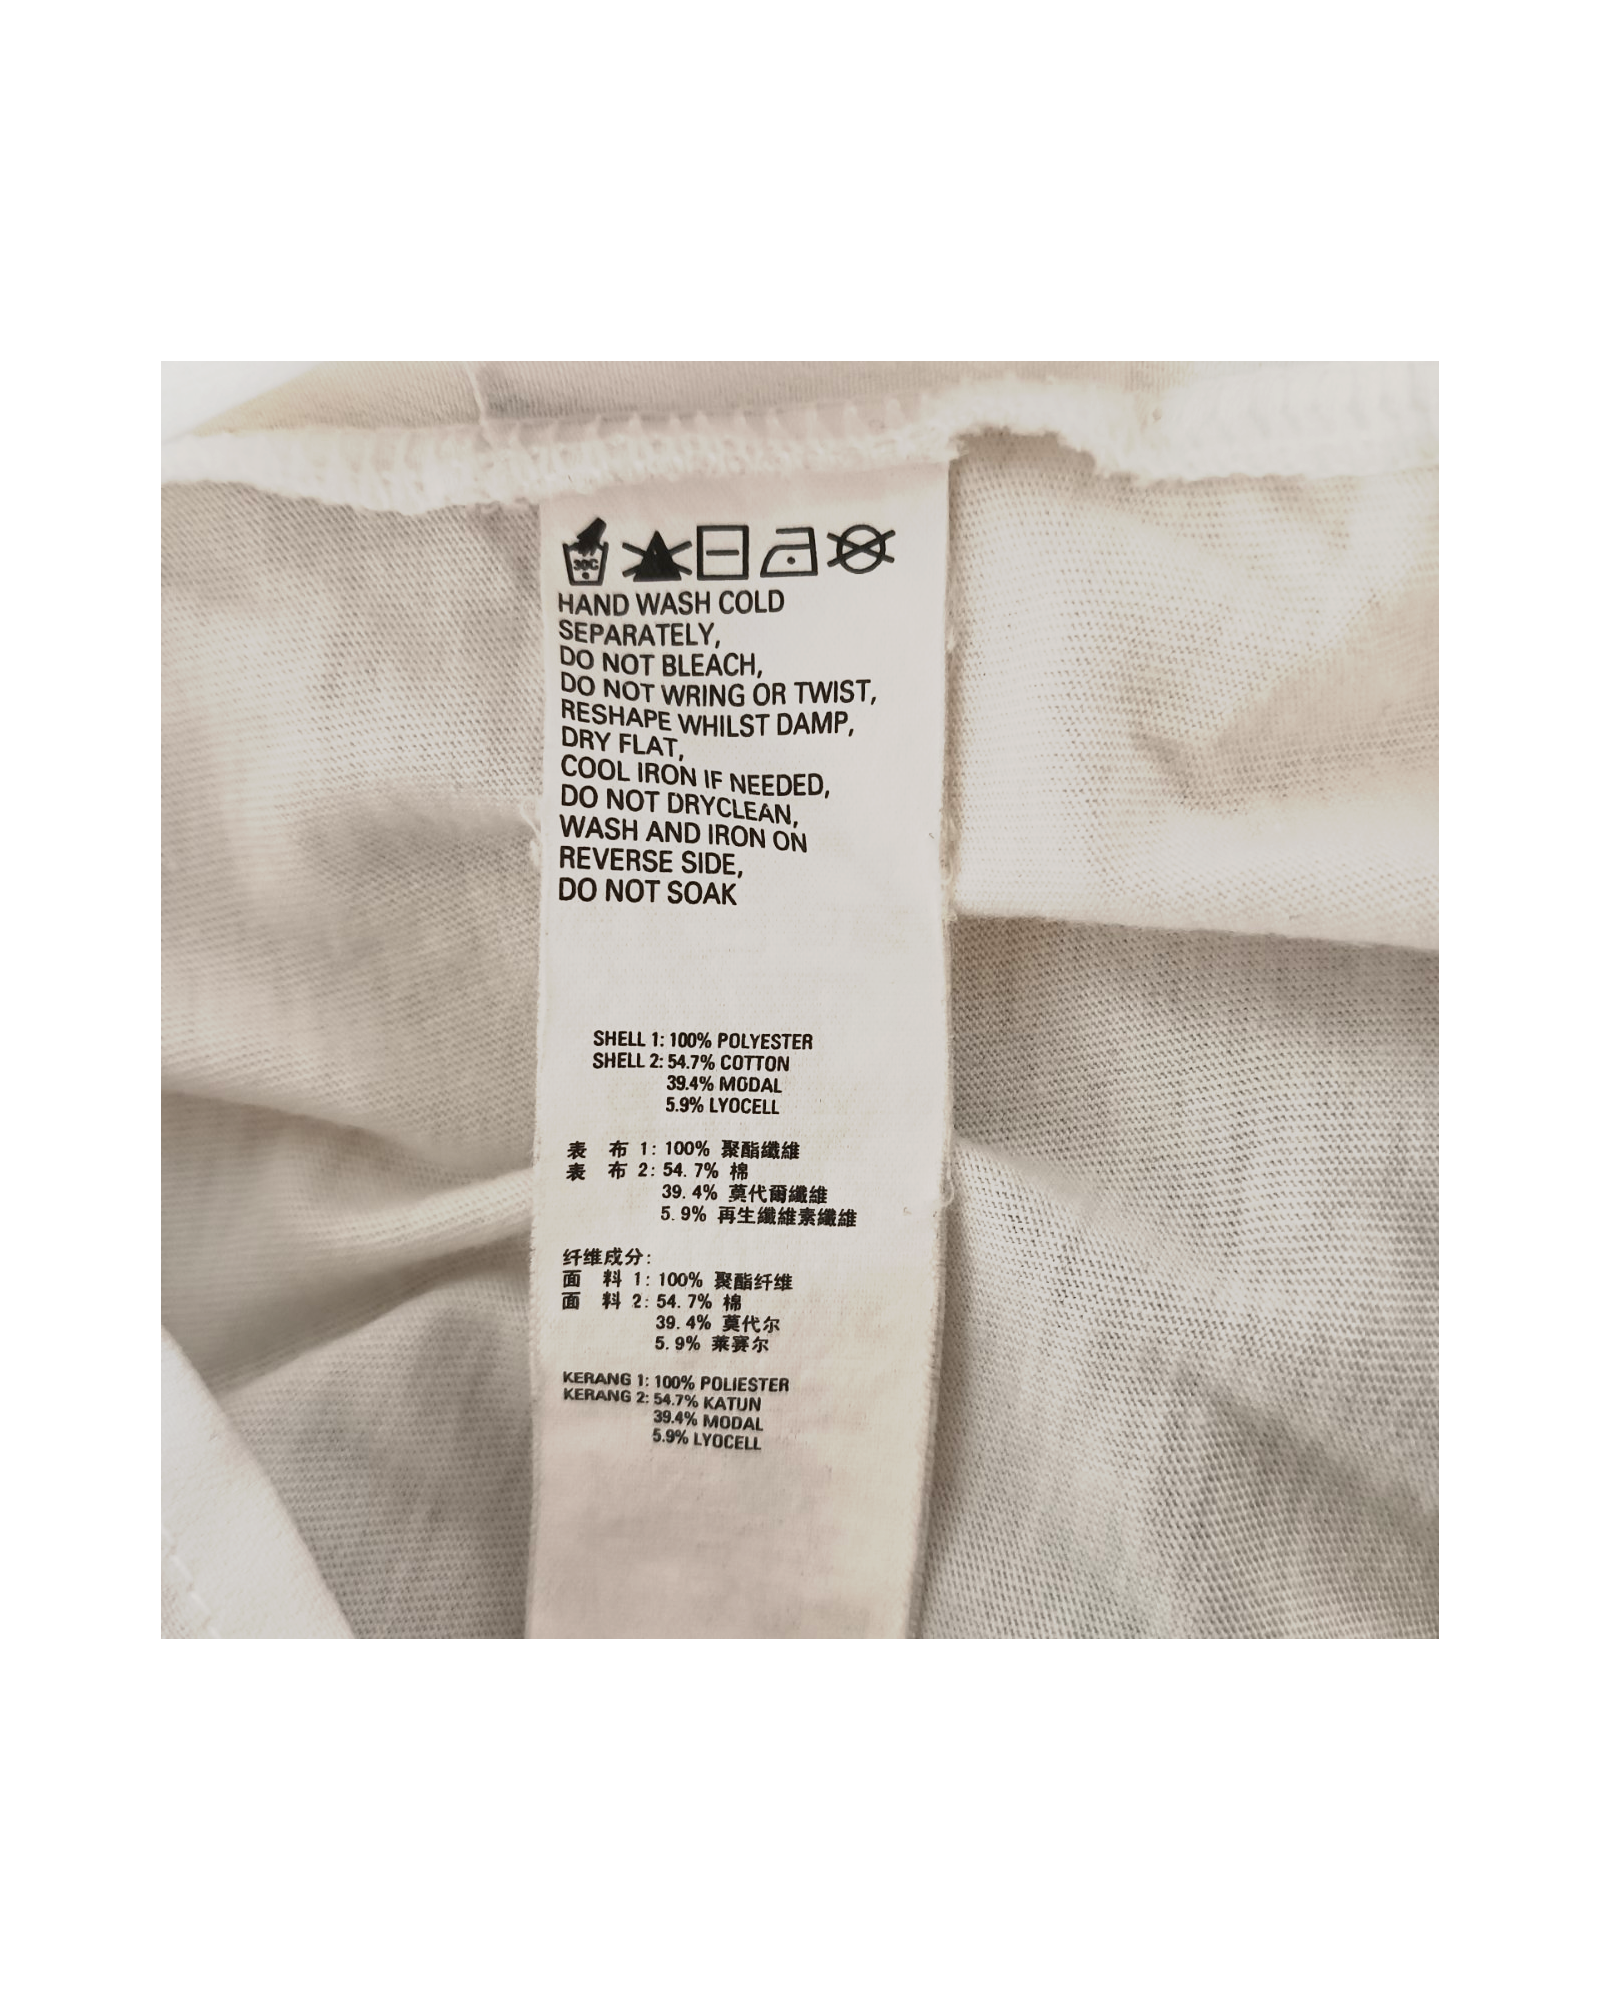 30C
HAND WASH COLD
SEPARATELY,
DO NOT BLEACH,
DO NOT WRING OR TWIST,
RESHAPE WHILST DAMP,
DRY FLAT,
COOL IRON IF NEEDED,
DO NOT DRYCLEAN,
WASH AND IRON ON
REVERSE SIDE,
DO NOT SOAK
SHELL 1: 100% POLYESTER
SHELL 2: 54.7% COTTON
39.4% MODAL
5.9% LYOCELL
表 布 1: 100% 聚酯纖維
表 布 2: 54.7% 棉
39.4% 莫代爾纖維
5.9% 再生纖維素纖維
纤维成分:
面 料 1: 100% 聚酯纤维
面 料 2: 54.7% 棉
39.4% 莫代尔
5.9% 莱赛尔
KERANG 1: 100% POLIESTER
KERANG 2: 54.7% KATUN
39.4% MODAL
5.9% LYOCELL